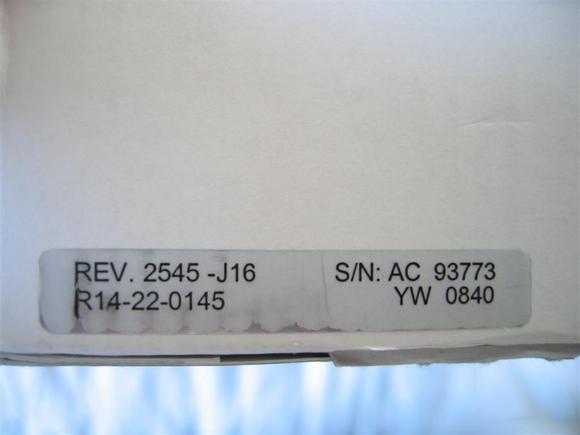 REV. 2545 -J16 S/N: AC 93773
R14-22-0145 YW 0840